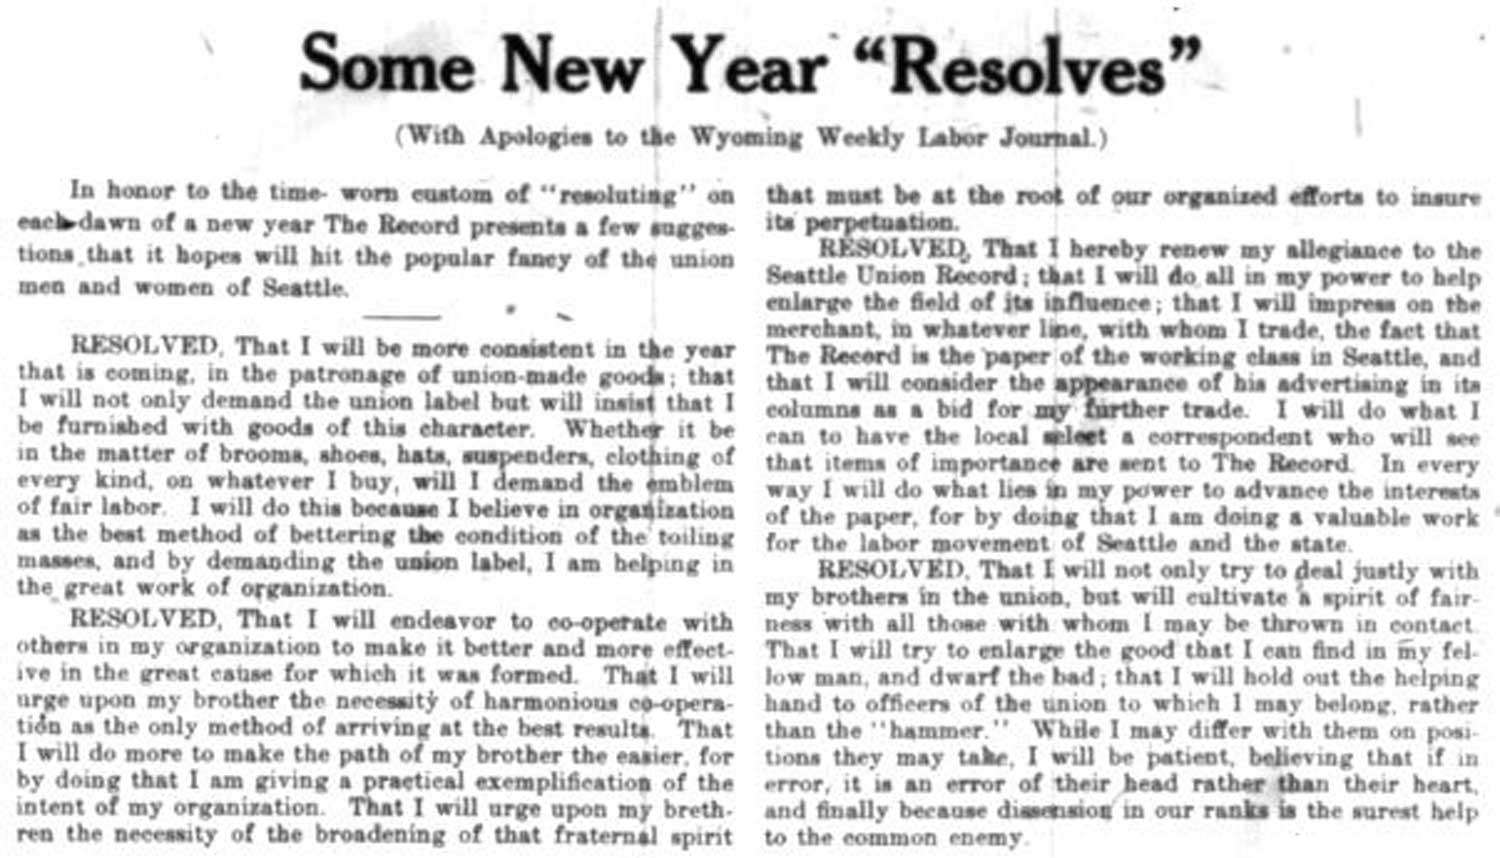 Some New Year "Resolves"
(With Apologies to the Wyoming Weekly Labor Journal.)
In honor to the time- worn custom of "resoluting" on
each dawn of a new year The Record presents a few sugges-
tions that it hopes will hit the popular fancy of the union
men and women of Seattle.
RESOLVED, That I will be more consistent in the year
that is coming, in the patronage of union-made goods; that
I will not only demand the union label but will insist that I
be furnished with goods of this character. Whether it be
in the matter of brooms, shoes, hats, suspenders, clothing of
every kind, on whatever I buy, will I demand the emblem
of fair labor. I will do this because I believe in organization
as the best method of bettering the condition of the toiling
masses, and by demanding the union label, I am helping in
the great work of organization.
RESOLVED, That I will endeavor to co-operate with
others in my organization to make it better and more effect-
ive in the great cause for which it was formed. That I will
urge upon my brother the necessity of harmonious co-opera-
tion as the only method of arriving at the best results. That
I will do more to make the path of my brother the easier, for
by doing that I am giving a practical exemplification of the
intent of my organization. That I will urge upon my breth-
ren the necessity of the broadening of that fraternal spirit
that must be at the root of our organized efforts to insure
its perpetuation.
RESOLVED, That I hereby renew my allegiance to the
Seattle Union Record; that I will do all in my power to help
enlarge the field of its influence; that I will impress on the
merchant, in whatever line, with whom I trade, the fact that
The Record is the paper of the working class in Seattle, and
that I will consider the appearance of his advertising in its
columns as a bid for my further trade. I will do what I
can to have the local select a correspondent who will see
that items of importance are sent to The Record. In every
way I will do what lies in my power to advance the interests
of the paper, for by doing that I am doing a valuable work
for the labor movement of Seattle and the state.
RESOLVED, That I will not only try to deal justly with
my brothers in the union, but will cultivate a spirit of fair-
ness with all those with whom I may be thrown in contact.
That I will try to enlarge the good that I can find in my fel-
low man, and dwarf the bad; that I will hold out the helping
hand to officers of the union to which I may belong, rather
than the "hammer." While I may differ with them on posi-
tions they may take, I will be patient, believing that if in
error, it is an error of their head rather than their heart,
and finally because dissension in our ranks is the surest help
to the common enemy.